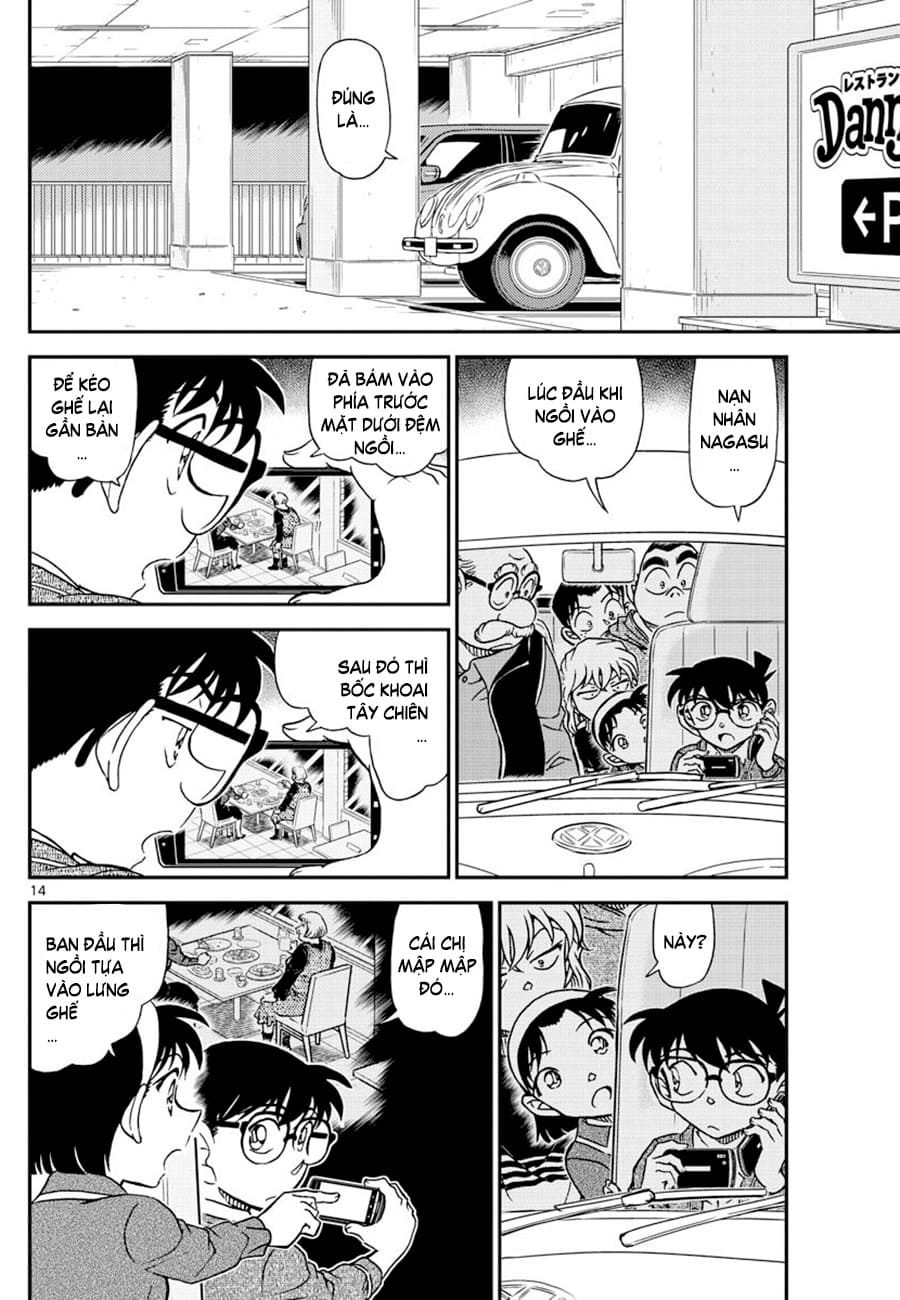 ĐÚNG
LÀ...
レストラン
Dann
←P
NẠN
NHÂN
NAGASU
...
LÚC ĐẦU KHI
NGỒI VÀO
GHẾ...
ĐÃ BÁM VÀO
PHÍA TRƯỚC
MẶT DƯỚI ĐỆM
NGỒI...
ĐỂ KÉO
GHẾ LẠI
GẦN BÀN
...
SAU ĐÓ THÌ
BỐC KHOAI
TÂY CHIÊN
...
14
NÀY?
CÁI CHỊ
MẬP MẬP
ĐÓ...
BAN ĐẦU THÌ
NGỒI TỰA
VÀO LƯNG
GHẾ
...